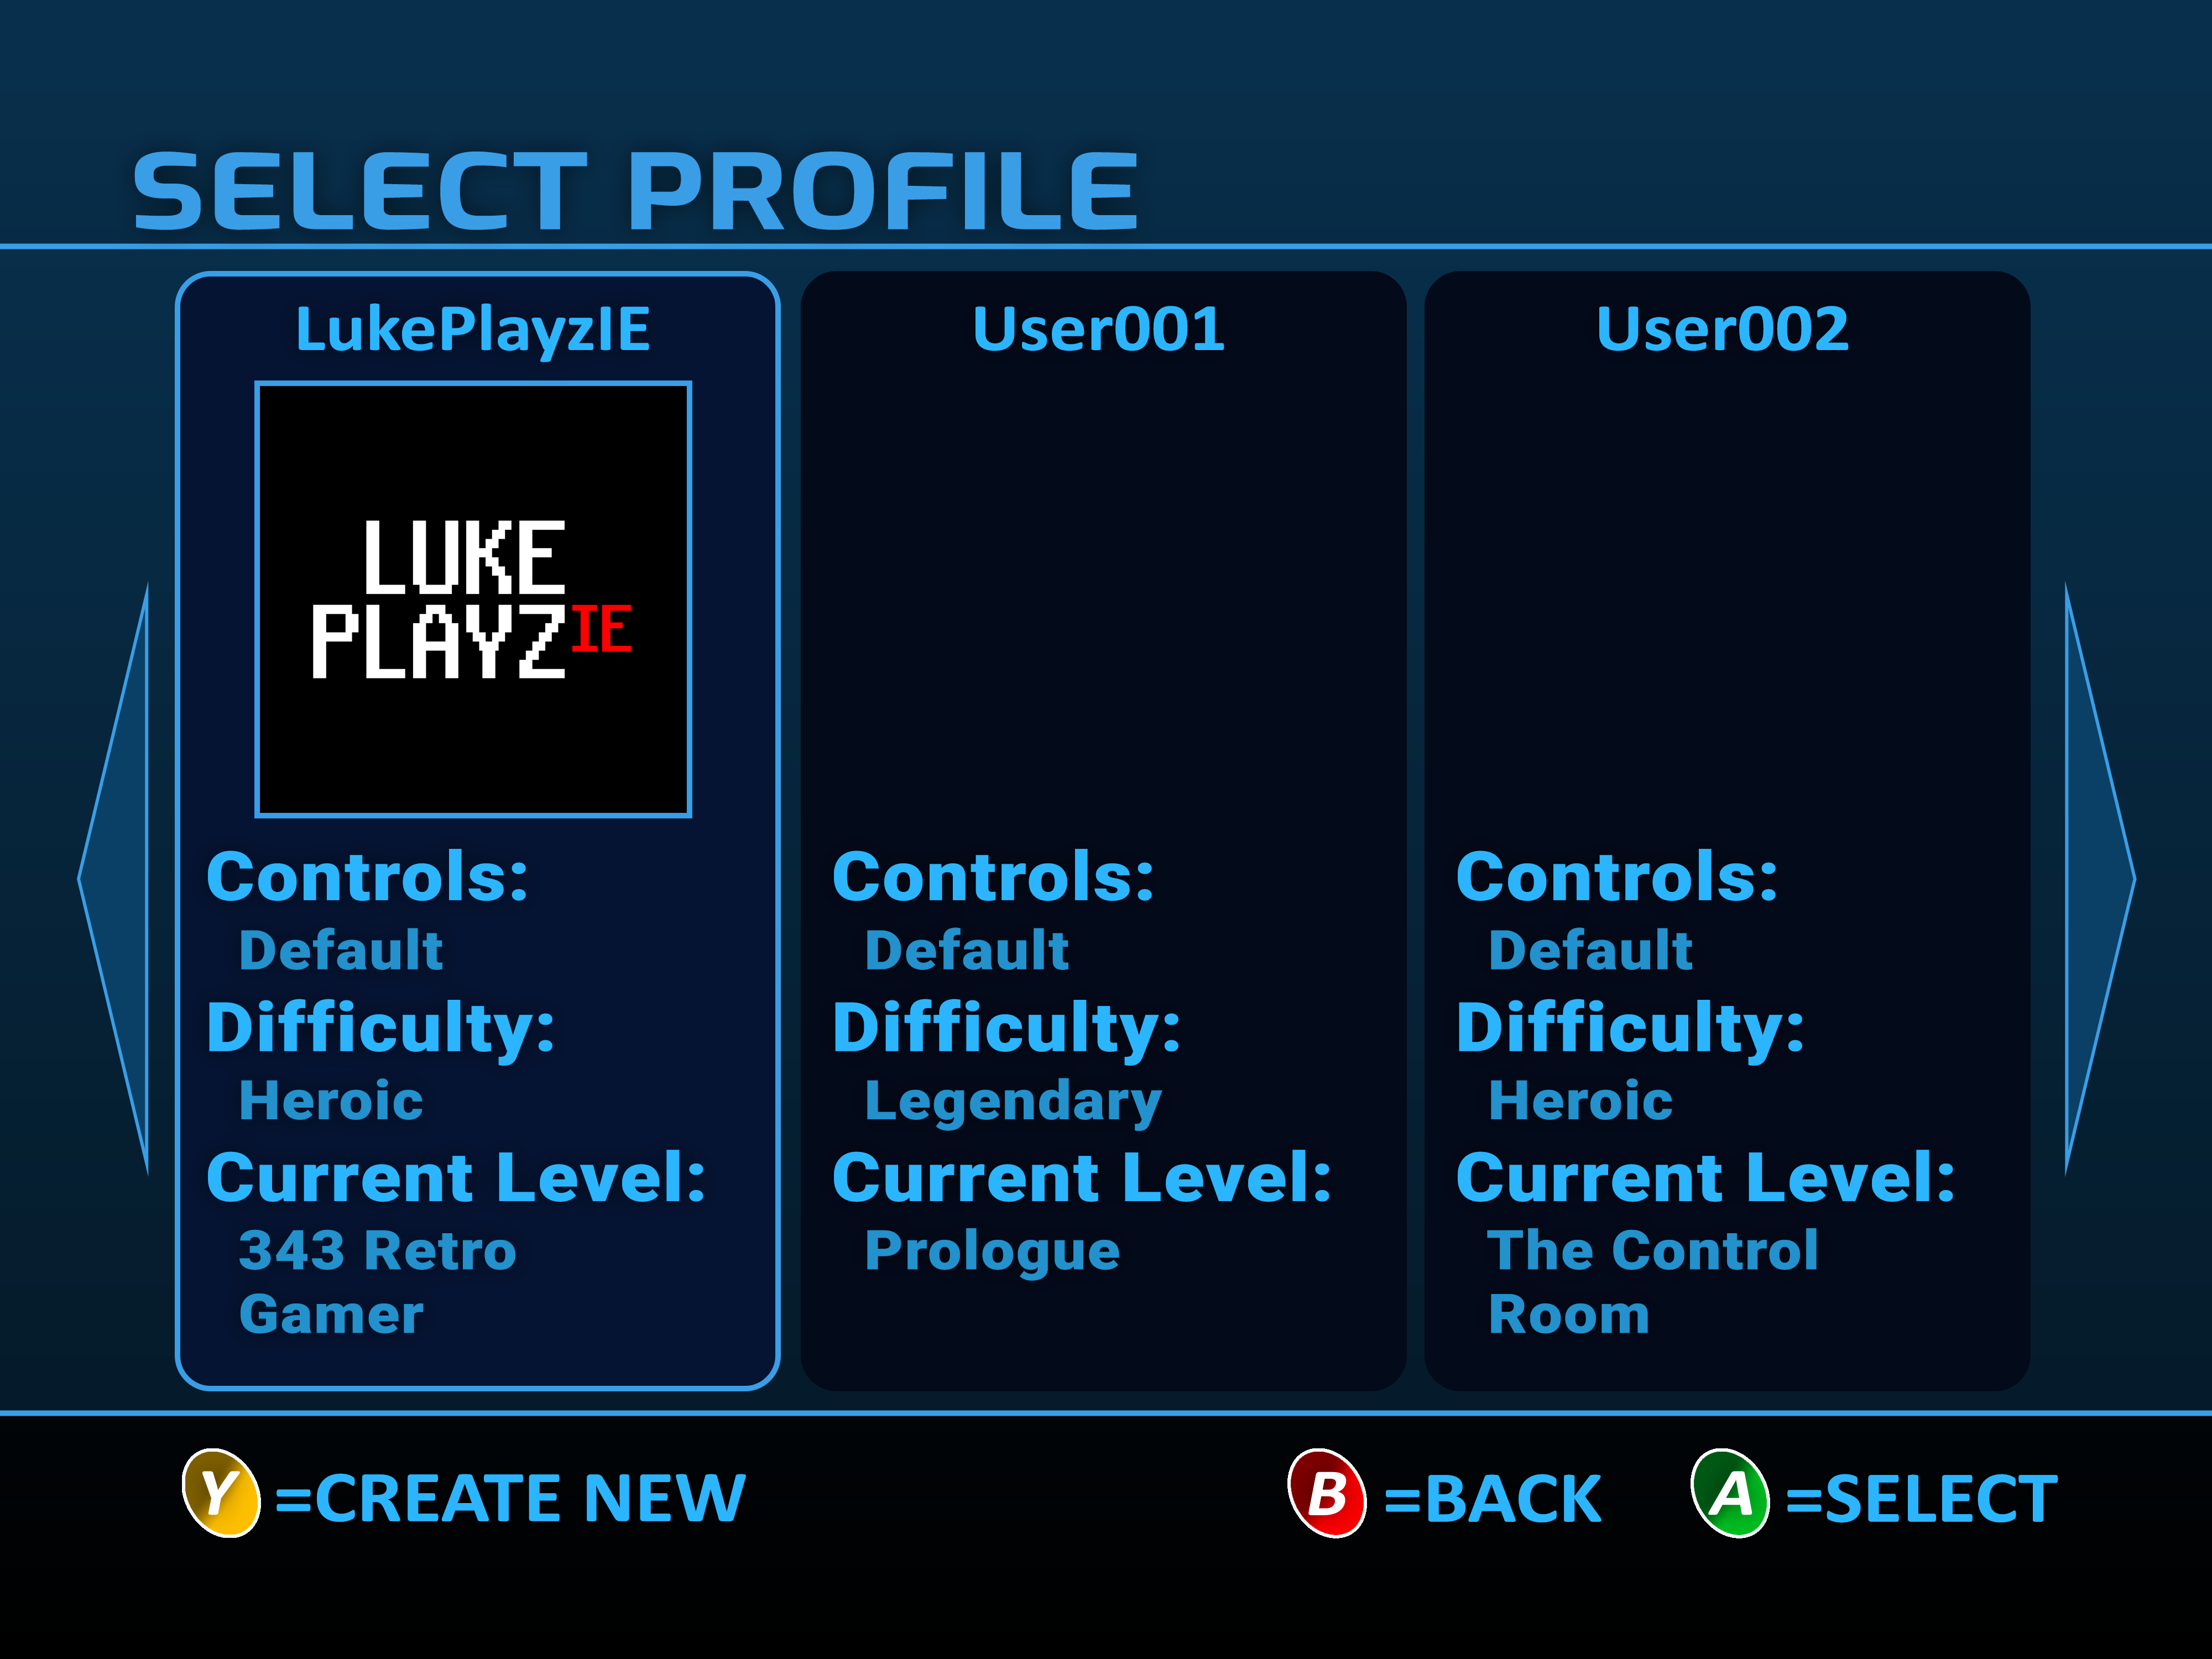 SELECT PROFILE
LukePlayzIE
LUKE
PLAYZIE
Controls:
Default
Difficulty:
Heroic
Current Level:
343 Retro
Gamer
User001
Controls:
Default
Difficulty:
Legendary
Current Level:
Prologue
User002
Controls:
Default
Difficulty:
Heroic
Current Level:
The Control
Room
Y =CREATE NEW
B =BACK
A =SELECT